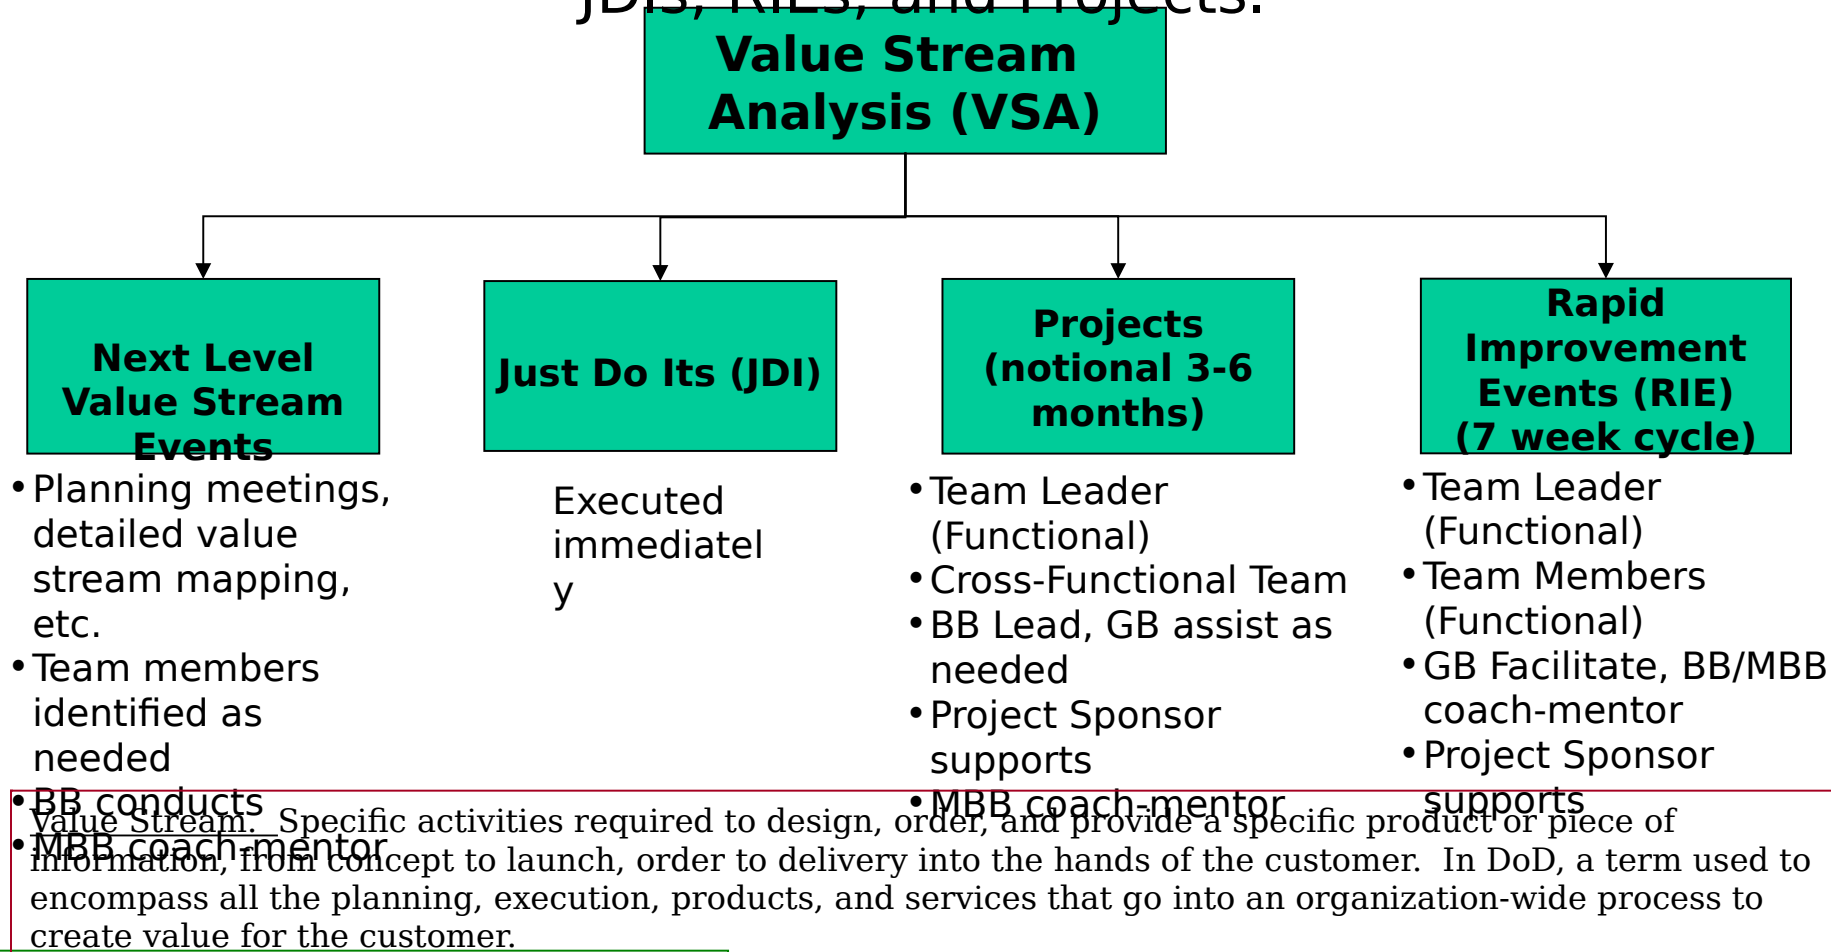 JDIs, RIEs, and Projects.
Value Stream
Analysis (VSA)
Next Level
Value Stream
Events
Just Do Its (JDI)
Projects
(notional 3-6
months)
Rapid
Improvement
Events (RIE)
(7 week cycle)
•Planning meetings,
detailed value
stream mapping,
etc.
•Team members
identified as
needed
•BB conducts
•MBB coach-mentor
Executed
immediatel
y
•Team Leader
(Functional)
•Cross-Functional Team
•BB Lead, GB assist as
needed
•Project Sponsor
supports
•MBB coach-mentor
•Team Leader
(Functional)
•Team Members
(Functional)
•GB Facilitate, BB/MBB
coach-mentor
•Project Sponsor
supports
Value Stream.  Specific activities required to design, order, and provide a specific product or piece of
information, from concept to launch, order to delivery into the hands of the customer.  In DoD, a term used to
encompass all the planning, execution, products, and services that go into an organization-wide process to
create value for the customer.